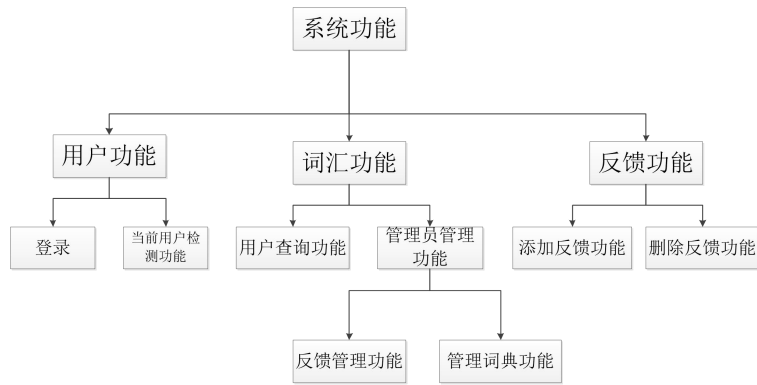 系统功能
用户功能
词汇功能
反馈功能
登录
当前用户检
测功能
用户查询功能
管理员管理
功能
添加反馈功能
删除反馈功能
反馈管理功能
管理词典功能